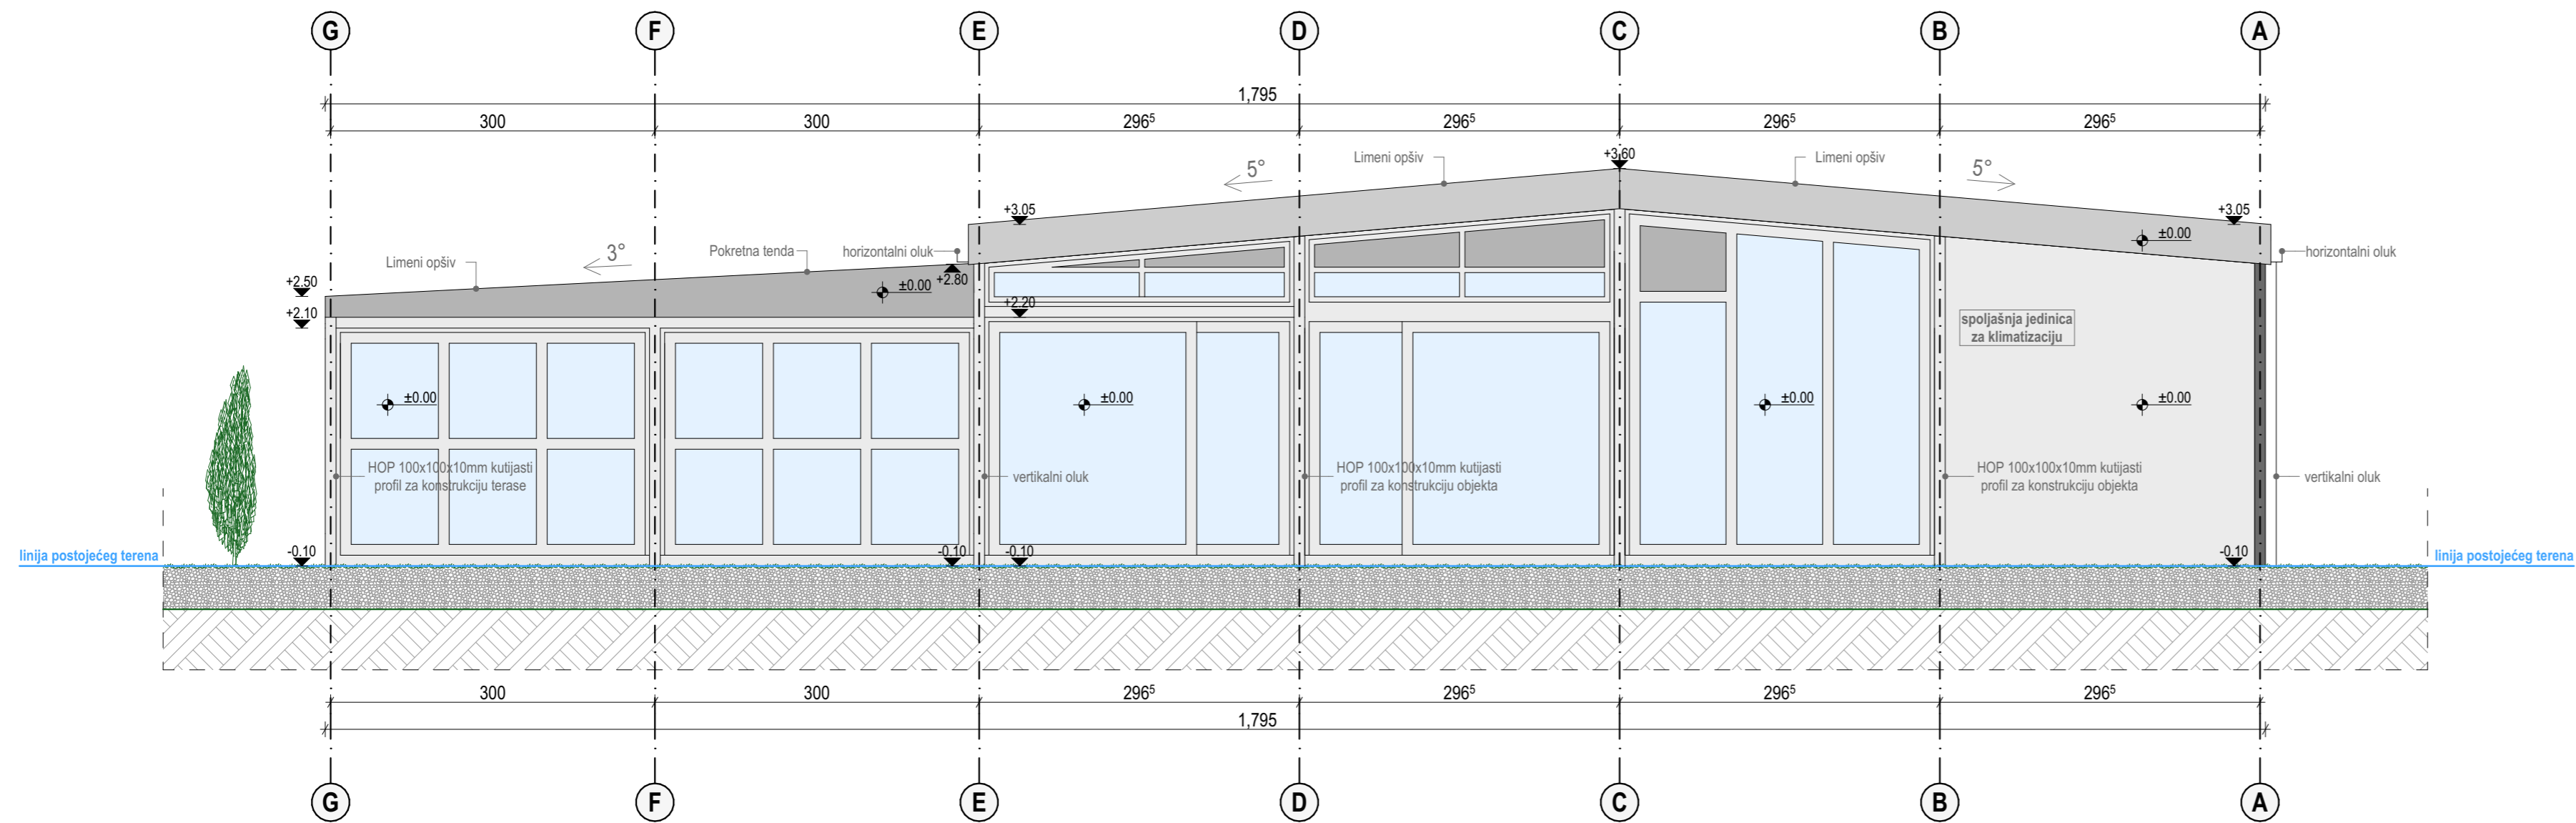 G F E D C B A
1,795
300 300 296⁵ 296⁵ 296⁵ 296⁵
Limeni opšiv +3.60 Limeni opšiv
5° 5°
+3.05 +3.05
3° Pokretna tenda horizontalni oluk ±0.00 horizontalni oluk
Limeni opšiv
+2.50 ±0.00 +2.80
+2.10 +2.20
spoljašnja jedinica
za klimatizaciju
±0.00 ±0.00 ±0.00 ±0.00
HOP 100x100x10mm kutijasti
profil za konstrukciju terase
vertikalni oluk
HOP 100x100x10mm kutijasti
profil za konstrukciju objekta
HOP 100x100x10mm kutijasti
profil za konstrukciju objekta
vertikalni oluk
linija postojećeg terena -0.10 -0.10 -0.10 -0.10 linija postojećeg terena
300 300 296⁵ 296⁵ 296⁵ 296⁵
1,795
G F E D C B A